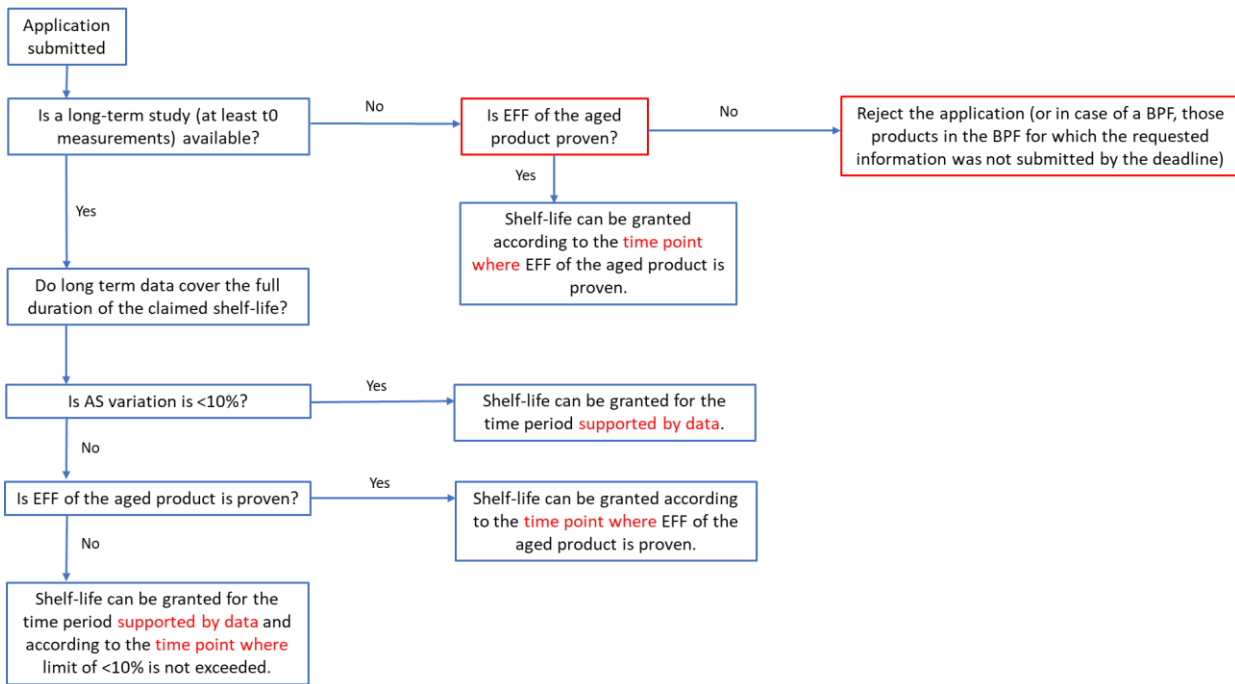 Application
submitted
Is a long-term study (at least t0
measurements) available?
No
Is EFF of the aged
product proven?
No
Reject the application (or in case of a BPF, those
products in the BPF for which the requested
information was not submitted by the deadline)
Yes
Yes
Shelf-life can be granted
according to the time point
where EFF of the aged product is
proven.
Do long term data cover the full
duration of the claimed shelf-life?
Is AS variation is <10%?
Yes
Shelf-life can be granted for the
time period supported by data.
No
Is EFF of the aged product is proven?
Yes
Shelf-life can be granted according
to the time point where EFF of the
aged product is proven.
No
Shelf-life can be granted for the
time period supported by data and
according to the time point where
limit of <10% is not exceeded.